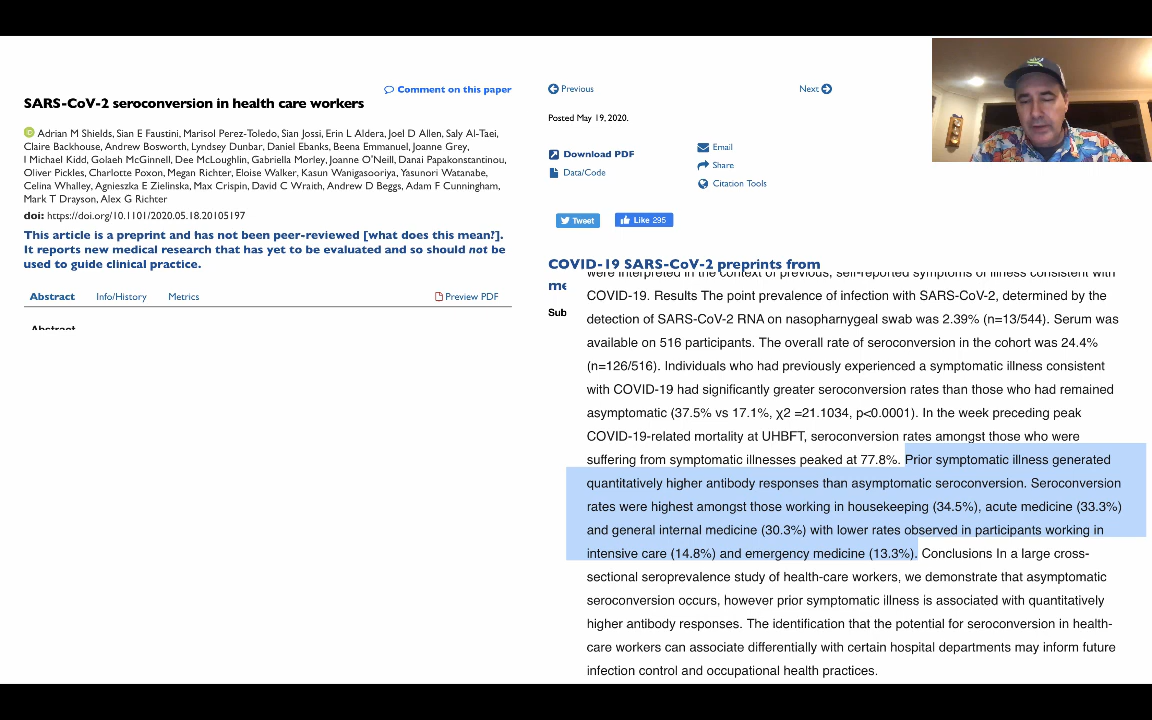 Comment on this paper
SARS-CoV-2 seroconversion in health care workers
Adrian M Shields, Sian E Faustini, Marisol Perez-Toledo, Sian Jossi, Erin L Aldera, Joel D Allen, Saly Al-Taei,
Claire Backhouse, Andrew Bosworth, Lyndsey Dunbar, Daniel Ebanks, Beena Emmanuel, Joanne Grey,
I Michael Kidd, Golaeh McGinnell, Dee McLoughlin, Gabriella Morley, Joanne O'Neill, Danai Papakonstantinou,
Oliver Pickles, Charlotte Poxon, Megan Richter, Eloise Walker, Kasun Wanigasooriya, Yasunori Watanabe,
Celina Whalley, Agnieszka E Zielinska, Max Crispin, David C Wraith, Andrew D Beggs, Adam F Cunningham,
Mark T Drayson, Alex G Richter
doi: https://doi.org/10.1101/2020.05.18.20105197
This article is a preprint and has not been peer-reviewed [what does this mean?].
It reports new medical research that has yet to be evaluated and so should not be
used to guide clinical practice.
Abstract Info/History Metrics Preview PDF
Abstract
Previous Next
Posted May 19, 2020.
Download PDF
Data/Code
Email
Share
Citation Tools
Tweet Like 295
COVID-19 SARS-CoV-2 preprints from
me
Sub
were interpreted in the context of previous, self-reported symptoms of illness consistent with
COVID-19. Results The point prevalence of infection with SARS-CoV-2, determined by the
detection of SARS-CoV-2 RNA on nasopharnygeal swab was 2.39% (n=13/544). Serum was
available on 516 participants. The overall rate of seroconversion in the cohort was 24.4%
(n=126/516). Individuals who had previously experienced a symptomatic illness consistent
with COVID-19 had significantly greater seroconversion rates than those who had remained
asymptomatic (37.5% vs 17.1%, χ2 =21.1034, p<0.0001). In the week preceding peak
COVID-19-related mortality at UHBFT, seroconversion rates amongst those who were
suffering from symptomatic illnesses peaked at 77.8%. Prior symptomatic illness generated
quantitatively higher antibody responses than asymptomatic seroconversion. Seroconversion
rates were highest amongst those working in housekeeping (34.5%), acute medicine (33.3%)
and general internal medicine (30.3%) with lower rates observed in participants working in
intensive care (14.8%) and emergency medicine (13.3%). Conclusions In a large cross-
sectional seroprevalence study of health-care workers, we demonstrate that asymptomatic
seroconversion occurs, however prior symptomatic illness is associated with quantitatively
higher antibody responses. The identification that the potential for seroconversion in health-
care workers can associate differentially with certain hospital departments may inform future
infection control and occupational health practices.